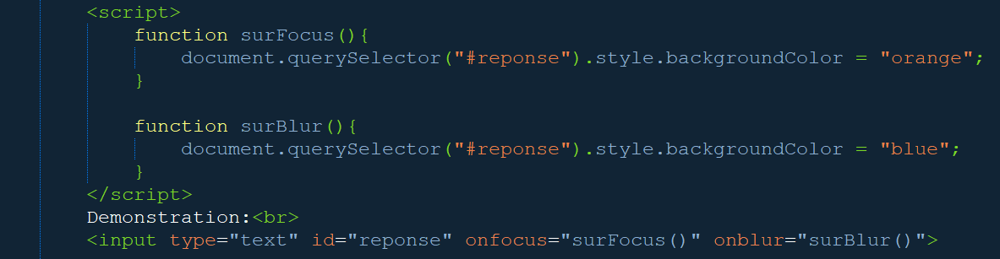 <script>
function surFocus(){
document.querySelector("#reponse").style.backgroundColor = "orange";
}
function surBlur(){
document.querySelector("#reponse").style.backgroundColor = "blue";
}
</script>
Demonstration:<br>
<input type="text" id="reponse" onfocus="surFocus()" onblur="surBlur()">